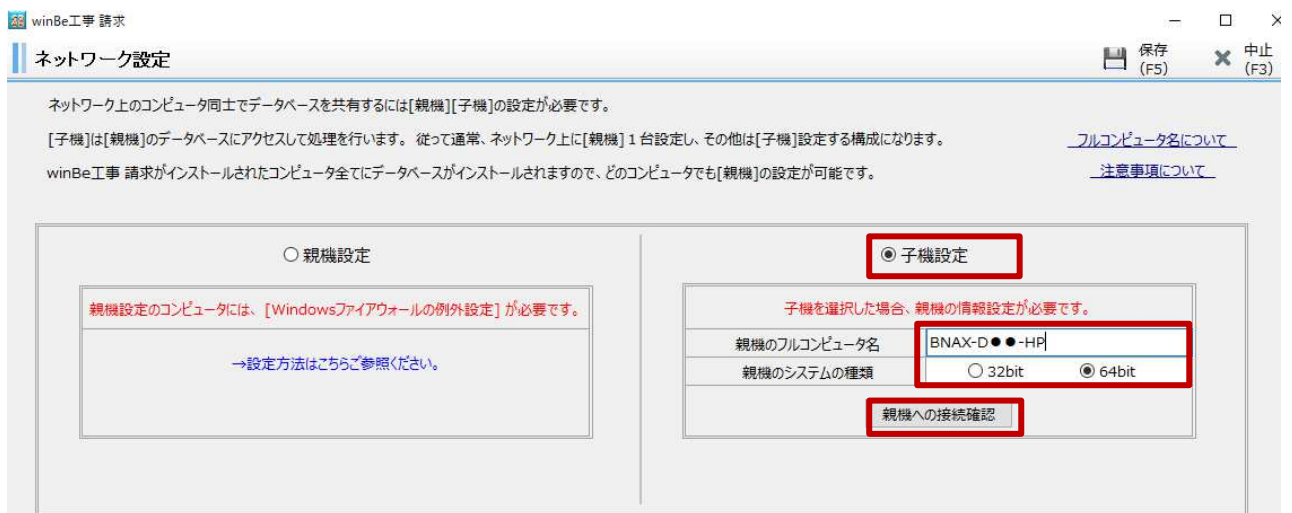 winBe工事 請求
ネットワーク設定
保存
(F5)
中止
(F3)
ネットワーク上のコンピュータ同士でデータベースを共有するには[親機][子機]の設定が必要です。
[子機]は[親機]のデータベースにアクセスして処理を行います。従って通常、ネットワーク上に[親機]1台設定し、その他は[子機]設定する構成になります。
フルコンピュータ名について
winBe工事 請求がインストールされたコンピュータ全てにデータベースがインストールされますので、どのコンピュータでも[親機]の設定が可能です。
注意事項について
親機設定
子機設定
親機設定のコンピュータには、[Windowsファイアウォールの例外設定] が必要です。
→設定方法はこちらご参照ください。
子機を選択した場合、親機の情報設定が必要です。
親機のフルコンピュータ名 BNAX-D●●-HP
親機のシステムの種類 32bit 64bit
親機への接続確認